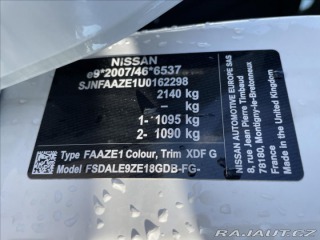 NISSAN
e9*2007/46*6537
SJNFAAZE1U0162298
2140 kg
– kg
1- 1095 kg
2- 1090 kg
Type FAAZE1 Colour, Trim XDF G
Model FSDALE9ZE18GDB-FG-
NISSAN AUTOMOTIVE EUROPE SAS
8, rue Jean Pierre Timbaud
78180, Montigny-le-Bretonneux
France
Made in the United Kingdom
RAJAUT.CZ